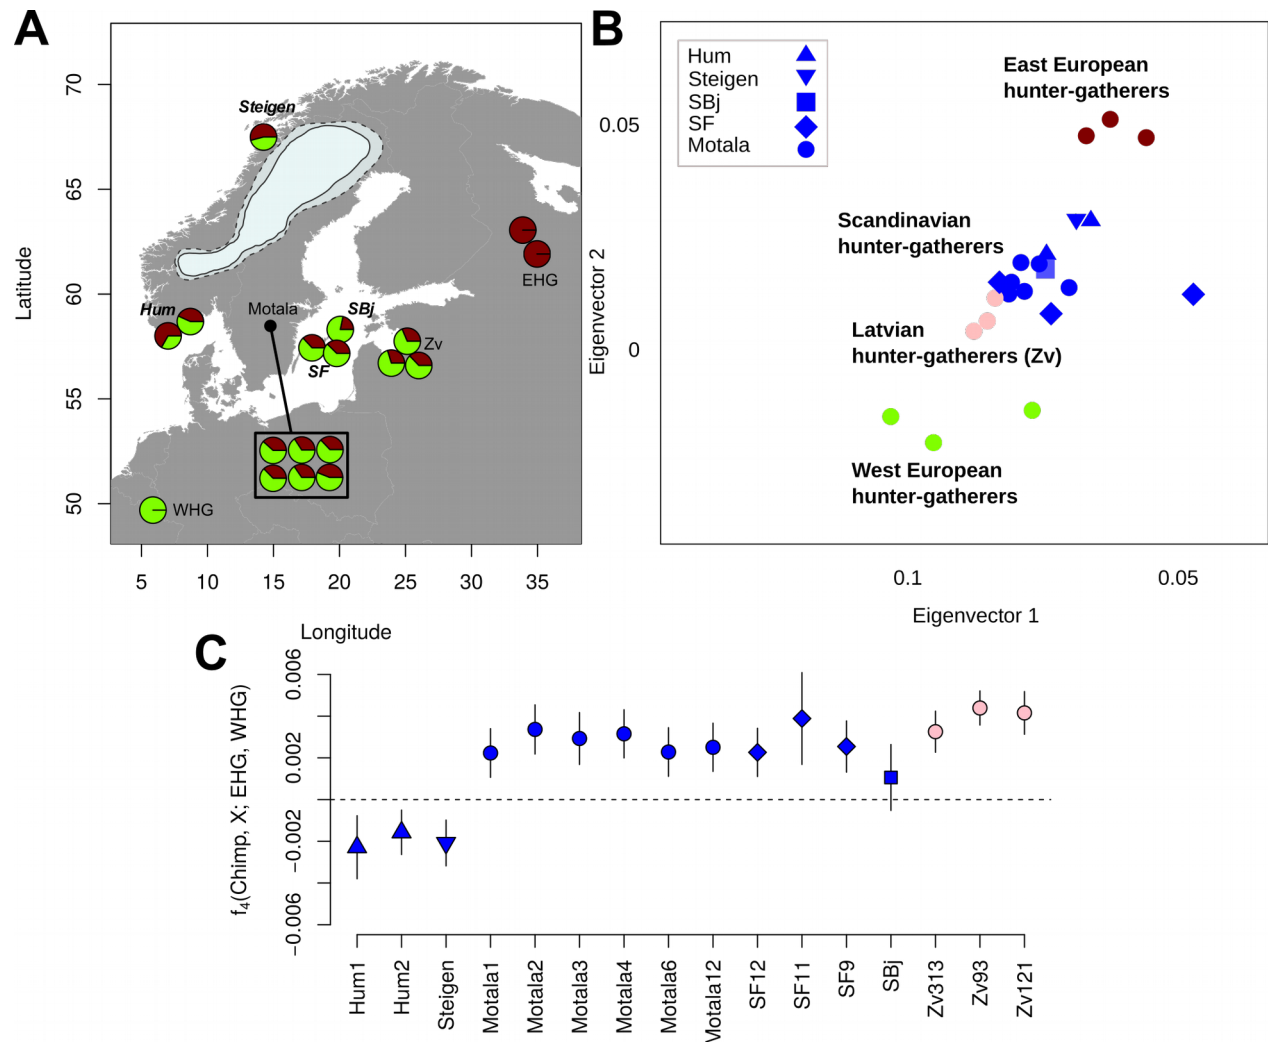 A
70
65
60
55
50
Latitude
Steigen
Hum
Motala
SBj
SF
Zv
EHG
WHG
5 10 15 20 25 30 35
Longitude
B
Hum
Steigen
SBj
SF
Motala
East European
hunter-gatherers
Scandinavian
hunter-gatherers
Latvian
hunter-gatherers (Zv)
West European
hunter-gatherers
0.05
0
Eigenvector 2
0.1 0.05
Eigenvector 1
C
f4(Chimp, X; EHG, WHG)
0.006
0.002
−0.002
−0.006
Hum1
Hum2
Steigen
Motala1
Motala2
Motala3
Motala4
Motala6
Motala12
SF12
SF11
SF9
SBj
Zv313
Zv93
Zv121